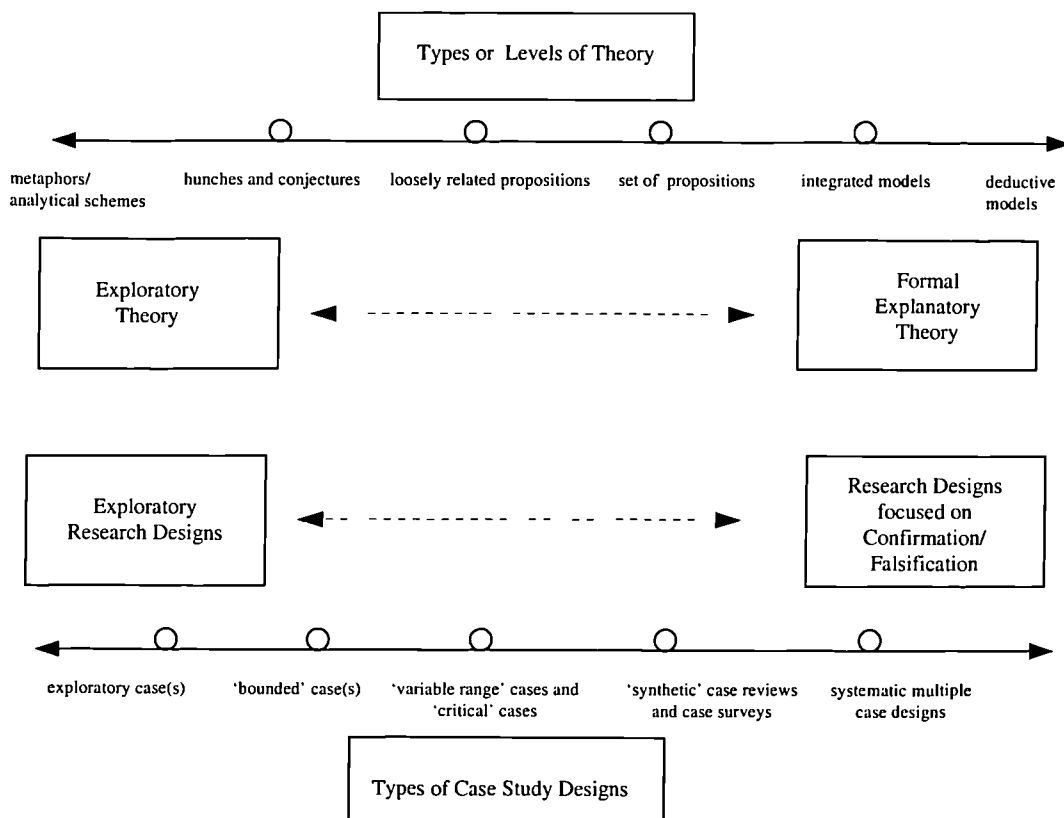 Types or Levels of Theory
metaphors/
analytical schemes
hunches and conjectures
loosely related propositions
set of propositions
integrated models
deductive
models
Exploratory
Theory
Formal
Explanatory
Theory
Exploratory
Research Designs
Research Designs
focused on
Confirmation/
Falsification
exploratory case(s)
‘bounded’ case(s)
‘variable range’ cases and
‘critical’ cases
‘synthetic’ case reviews
and case surveys
systematic multiple
case designs
Types of Case Study Designs